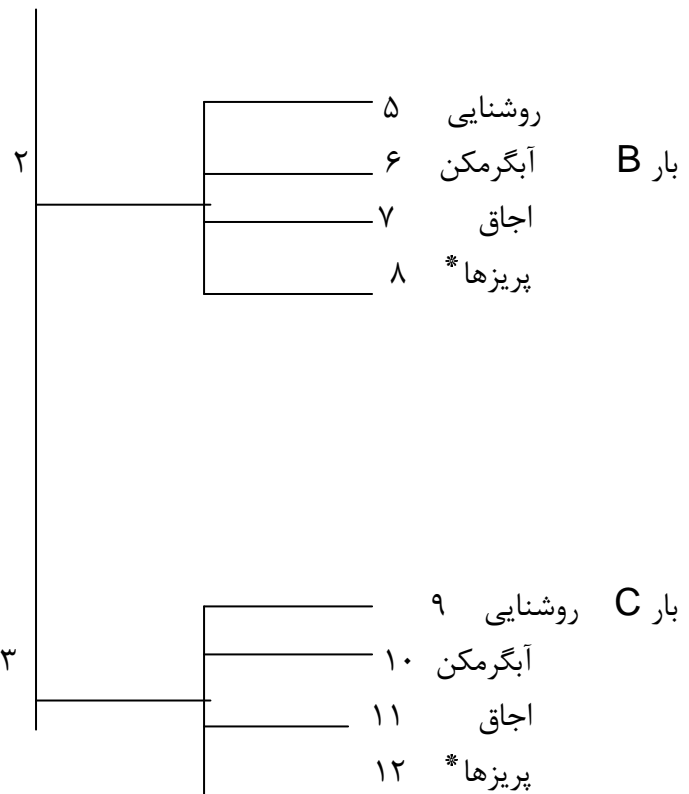 روشنایی ۵
۲
بار B آبگرمکن ۶
اجاق ۷
پریزها* ۸
بار C روشنایی ۹
۳
آبگرمکن ۱۰
اجاق ۱۱
پریزها* ۱۲